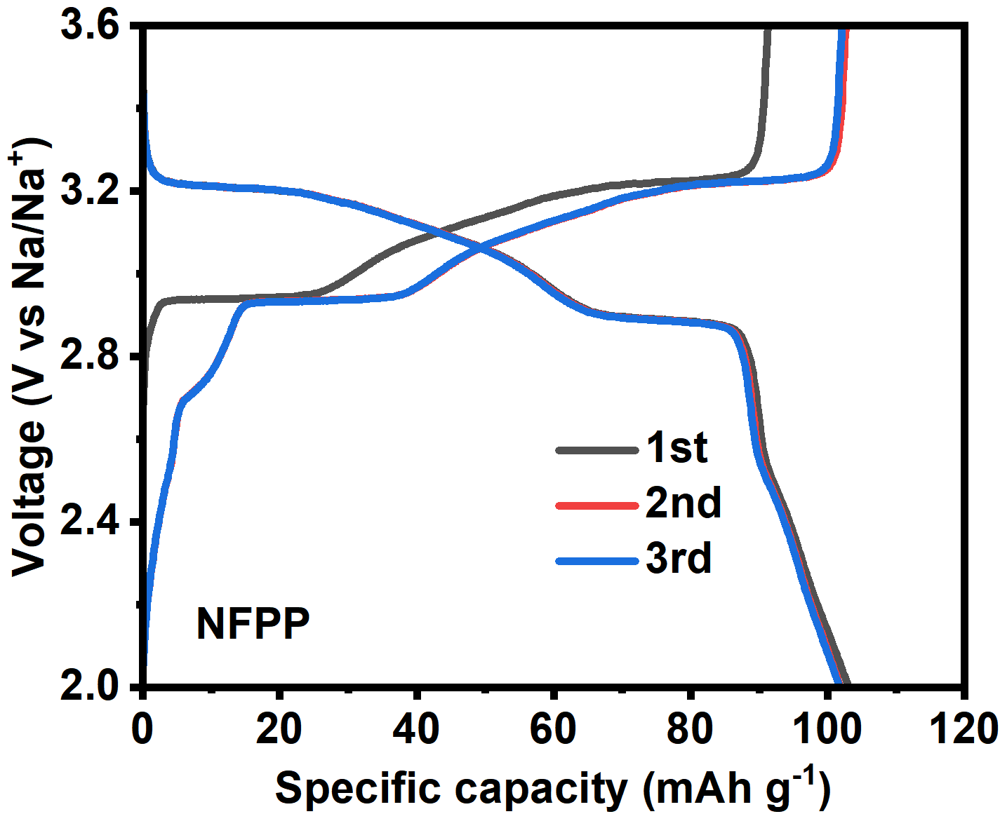 3.6
3.2
2.8
2.4
2.0
Voltage (V vs Na/Na⁺)
1st
2nd
3rd
NFPP
0 20 40 60 80 100 120
Specific capacity (mAh g⁻¹)